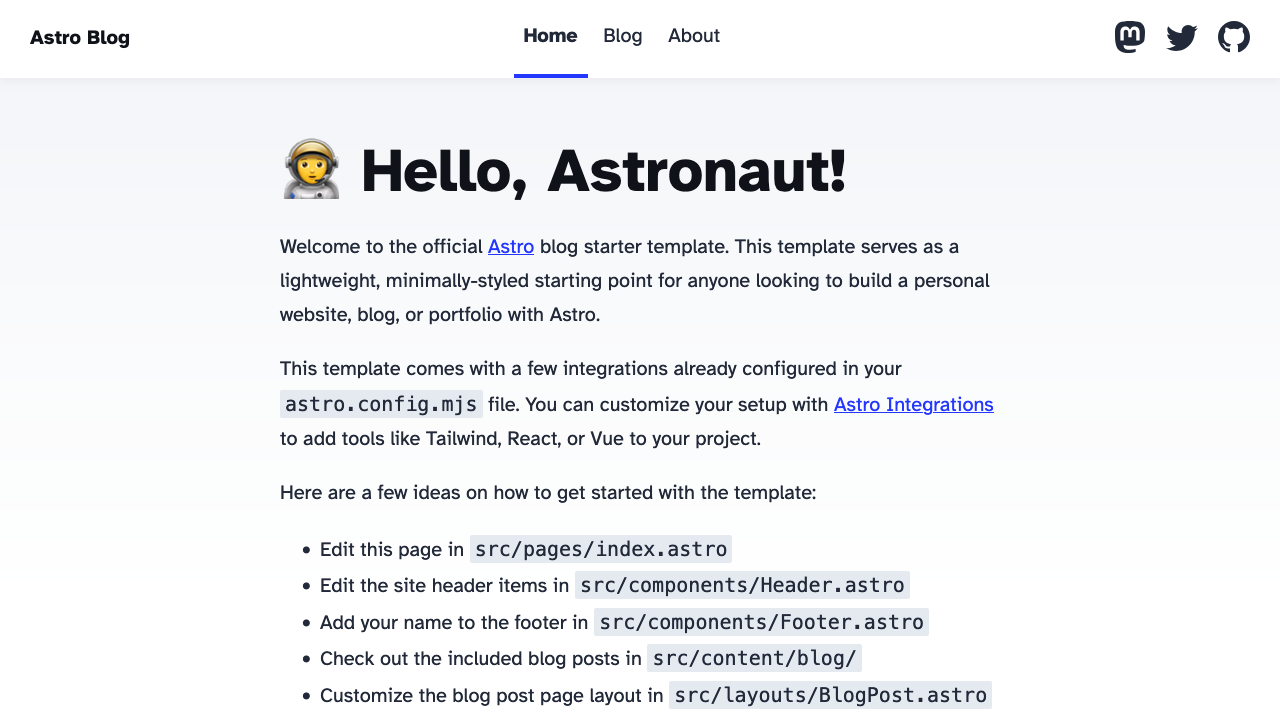 Astro Blog
Home
Blog
About
🧑‍🚀 Hello, Astronaut!
Welcome to the official Astro blog starter template. This template serves as a
lightweight, minimally-styled starting point for anyone looking to build a personal
website, blog, or portfolio with Astro.
This template comes with a few integrations already configured in your
astro.config.mjs file. You can customize your setup with Astro Integrations
to add tools like Tailwind, React, or Vue to your project.
Here are a few ideas on how to get started with the template:
• Edit this page in src/pages/index.astro
• Edit the site header items in src/components/Header.astro
• Add your name to the footer in src/components/Footer.astro
• Check out the included blog posts in src/content/blog/
• Customize the blog post page layout in src/layouts/BlogPost.astro